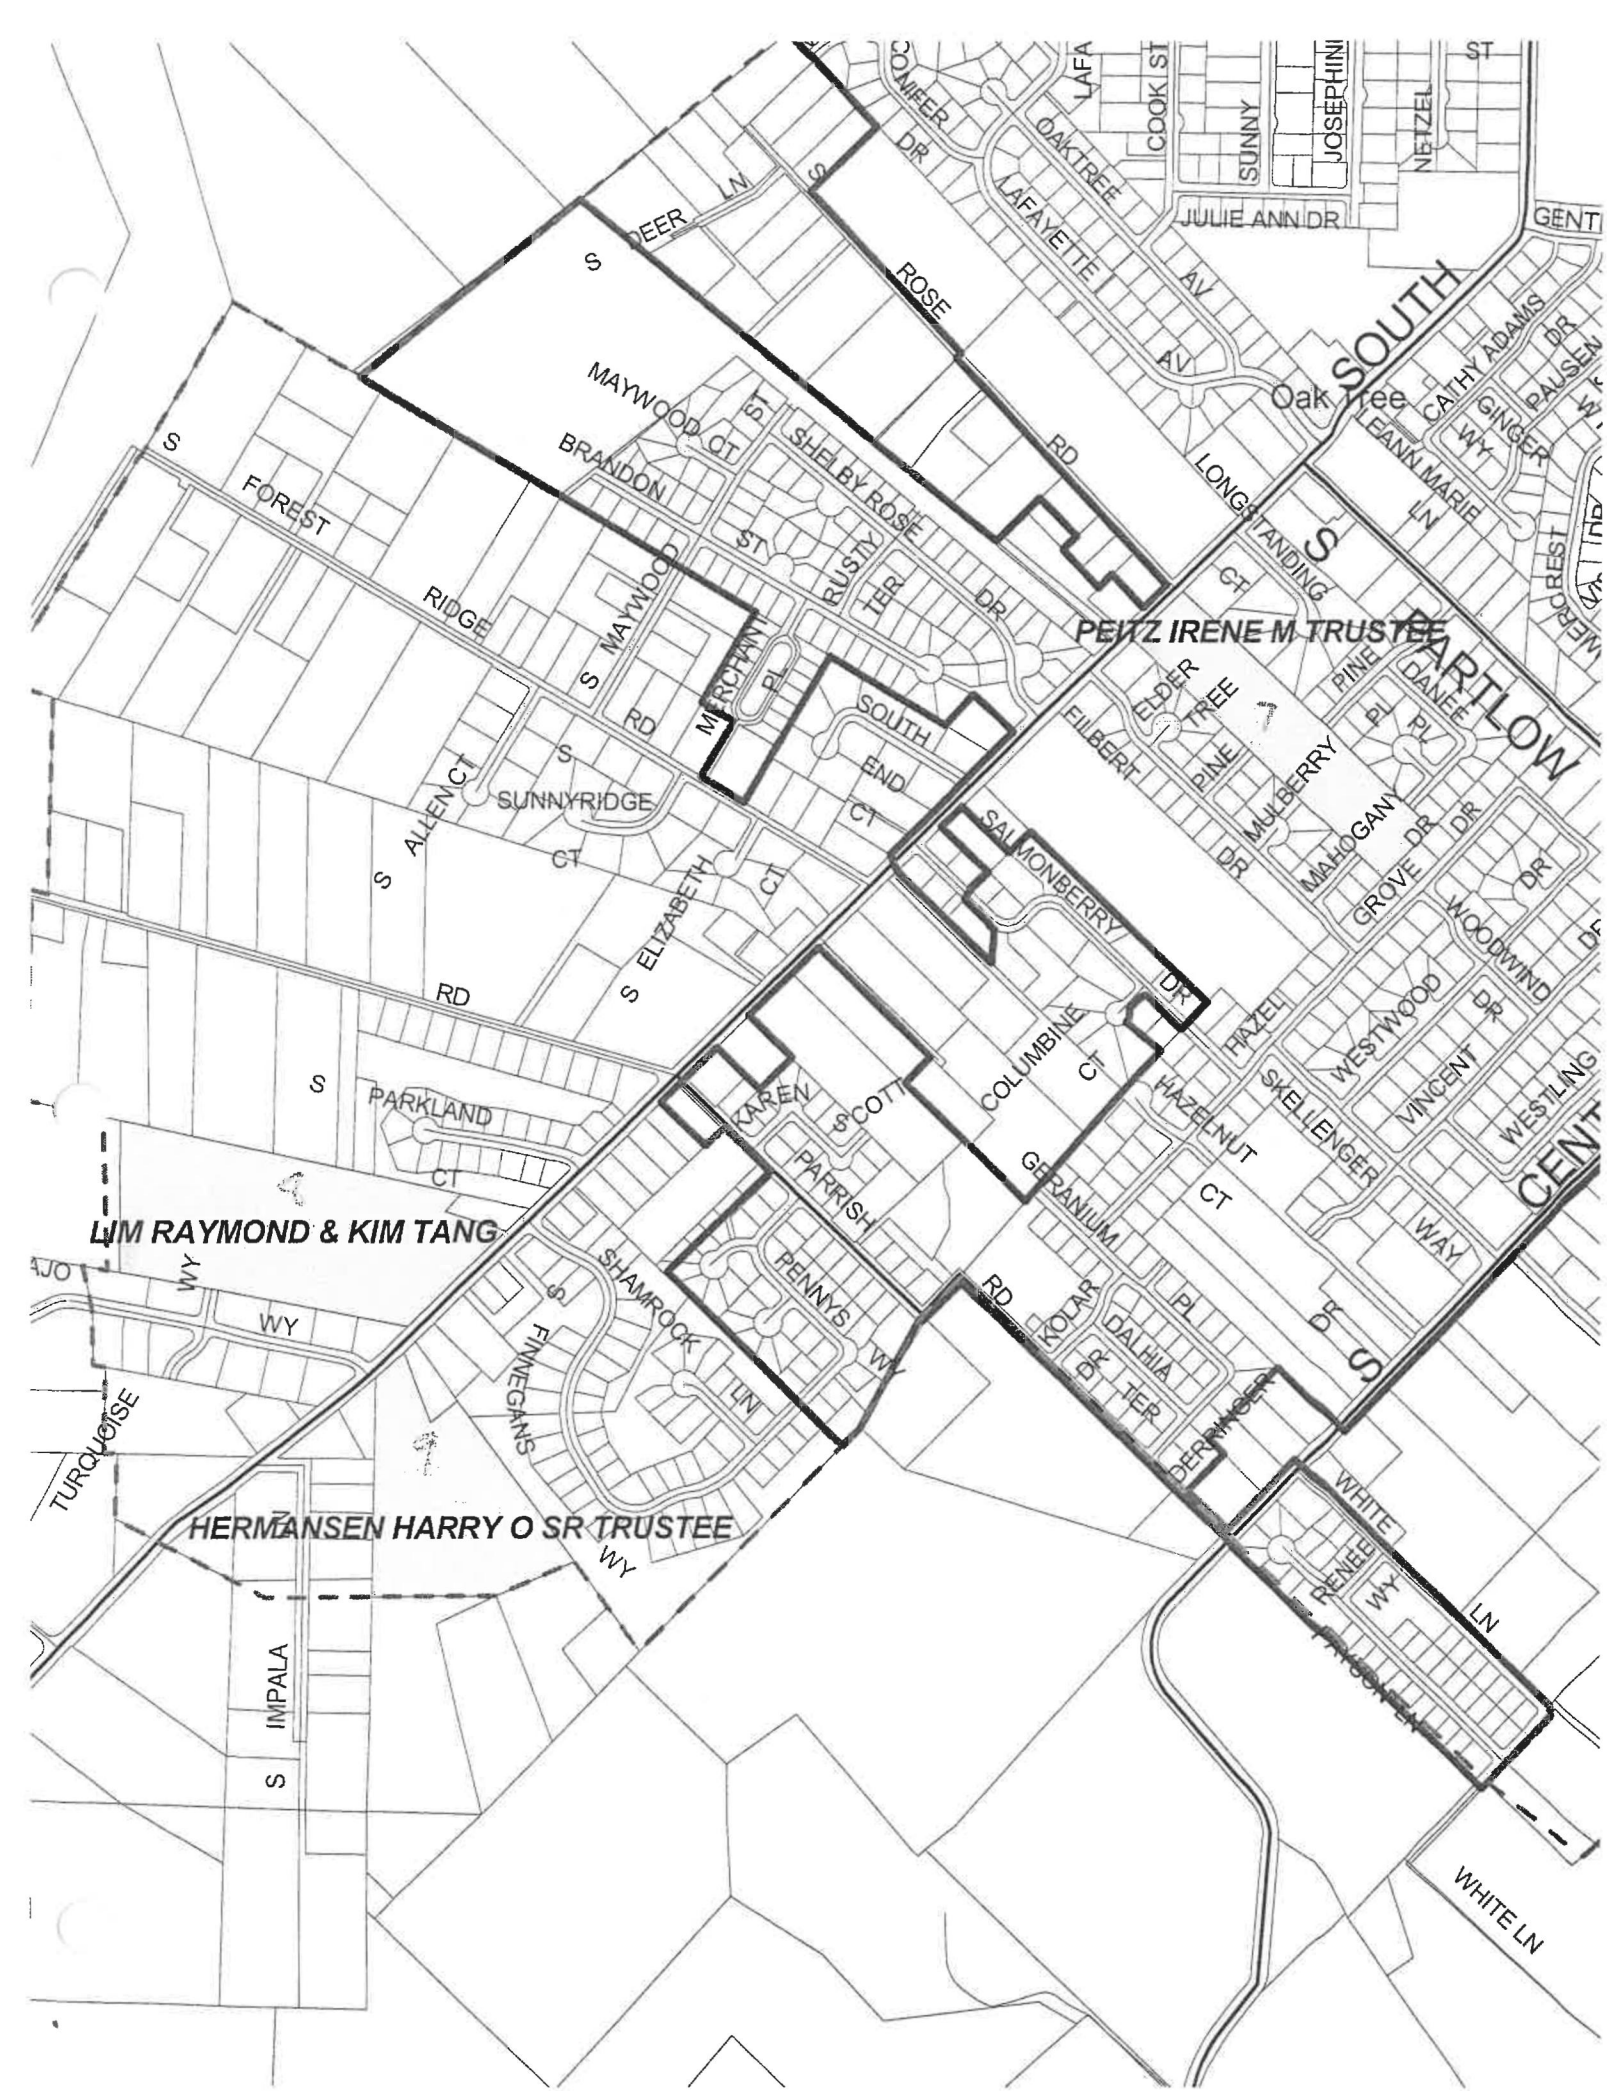 CONIFER
DR
LAFA
COOK ST
SUNNY
JOSEPHIN
NETZEL
ST
OAKTREE
AV
LAFAYETTE
AV
JULIE ANN DR
GENT
DEER LN
S
S
ROSE
RD
SOUTH
Oak Tree
CATHY ADAMS
DR
PAUSEN
W
GINGER
WY
LEANN MARIE
LN
MAYWOOD CT
ST
SHELBY ROSE
DR
BRANDON
ST
RUSTY
TER
LONGSTANDING
CT
S
PARTLOW
S
FOREST
RIDGE
RD
S MAYWOOD
MERCHANT
PL
SOUTH
END
CT
PEITZ IRENE M TRUSTEE
7
ELDER
TREE
PINE
PINE
DANEE
PL
PL
FILBERT
DR
MULBERRY
MAHOGANY
DR
GROVE
DR
S
ALLEN CT
S
SUNNYRIDGE
CT
S
ELIZABETH
CT
SALMONBERRY
DR
WOODWIND
DR
DR
DR
RD
S
PARKLAND
CT
COLUMBINE
CT
HAZEL
WESTWOOD
VINCENT
WESTLING
CENT
KAREN
SCOTT
HAZELNUT
CT
SKELLENGER
WAY
DR
S
PARRISH
GERANIUM
PL
LIM RAYMOND & KIM TANG
AJO
WY
WY
SHAMROCK
LN
S
FINNEGANS
WY
PENNYS
WY
RD
KOLAR
DR
DALHIA
TER
DERRINGER
TURQUOISE
HERMANSEN HARRY O SR TRUSTEE
WHITE
LN
RENEE
WY
IMPALA
S
WHITE LN